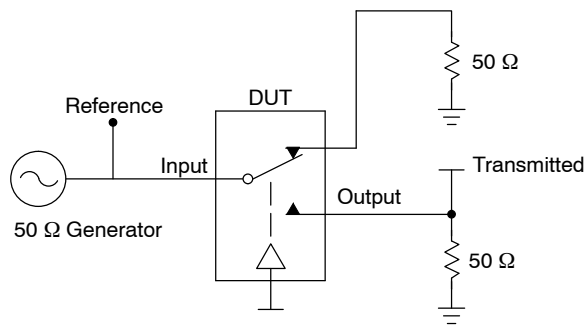 50 Ω
DUT
Reference
Input
Transmitted
Output
50 Ω Generator
50 Ω